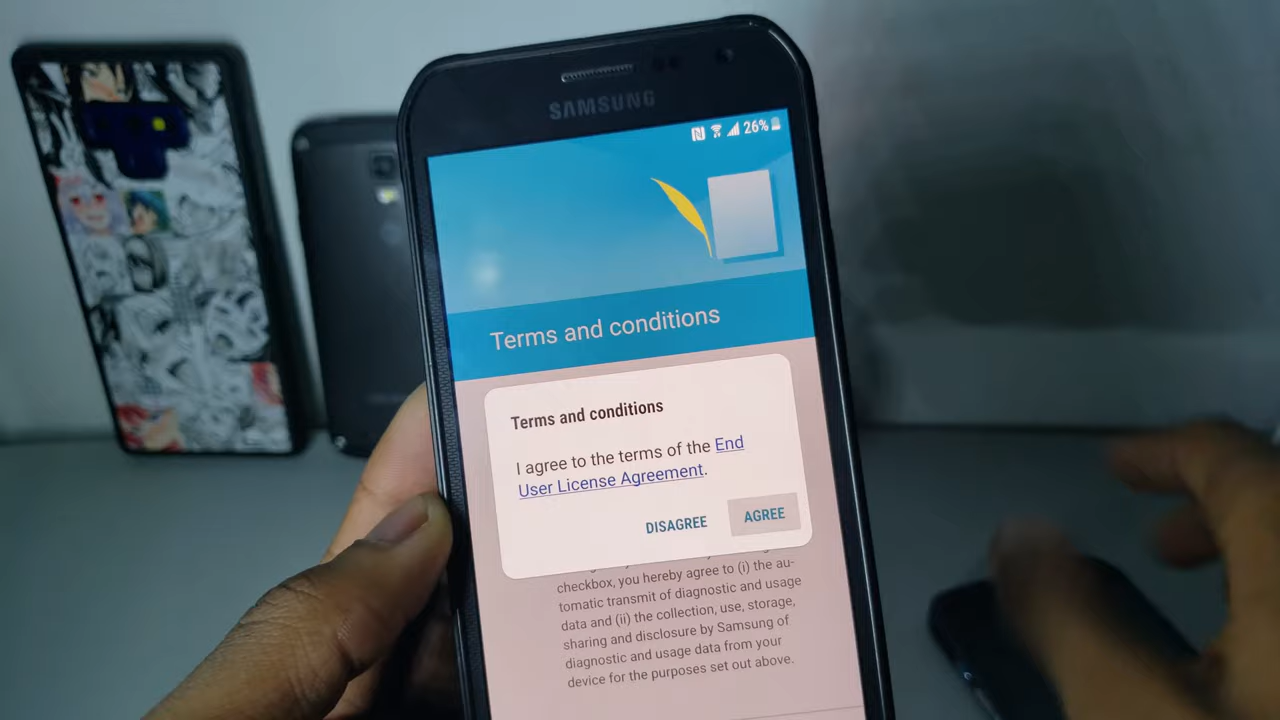 SAMSUNG
26%
Terms and conditions
Terms and conditions
I agree to the terms of the End
User License Agreement.
DISAGREE AGREE
checkbox, you hereby agree to (i) the au-
tomatic transmit of diagnostic and usage
data and (ii) the collection, use, storage,
sharing and disclosure by Samsung of
diagnostic and usage data from your
device for the purposes set out above.